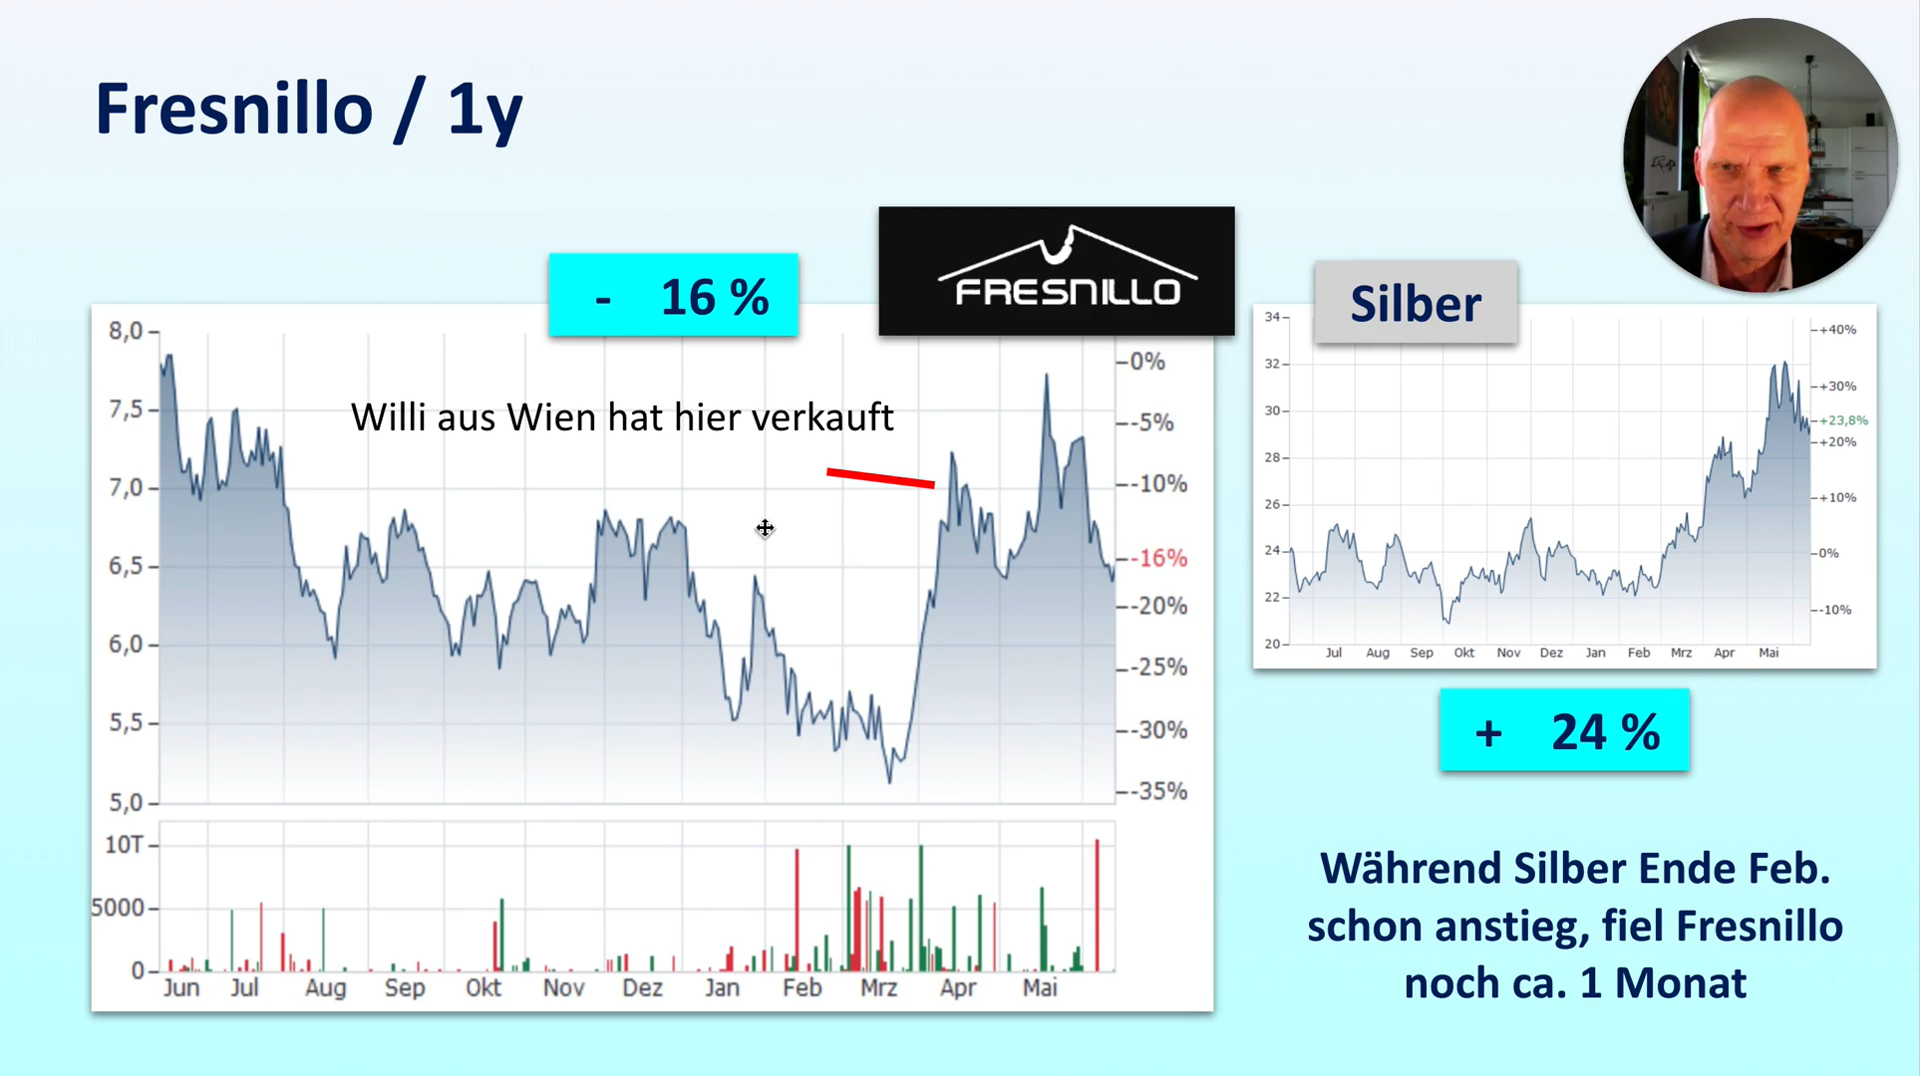 Fresnillo / 1y
- 16 %
FRESNILLO
Silber
Willi aus Wien hat hier verkauft
8,0
7,5
7,0
6,5
6,0
5,5
5,0
0%
-5%
-10%
-16%
-20%
-25%
-30%
-35%
10T
5000
0
Jun Jul Aug Sep Okt Nov Dez Jan Feb Mrz Apr Mai
34
32
30
28
26
24
22
20
+40%
+30%
+23,8%
+20%
+10%
0%
-10%
Jul Aug Sep Okt Nov Dez Jan Feb Mrz Apr Mai
+ 24 %
Während Silber Ende Feb.
schon anstieg, fiel Fresnillo
noch ca. 1 Monat